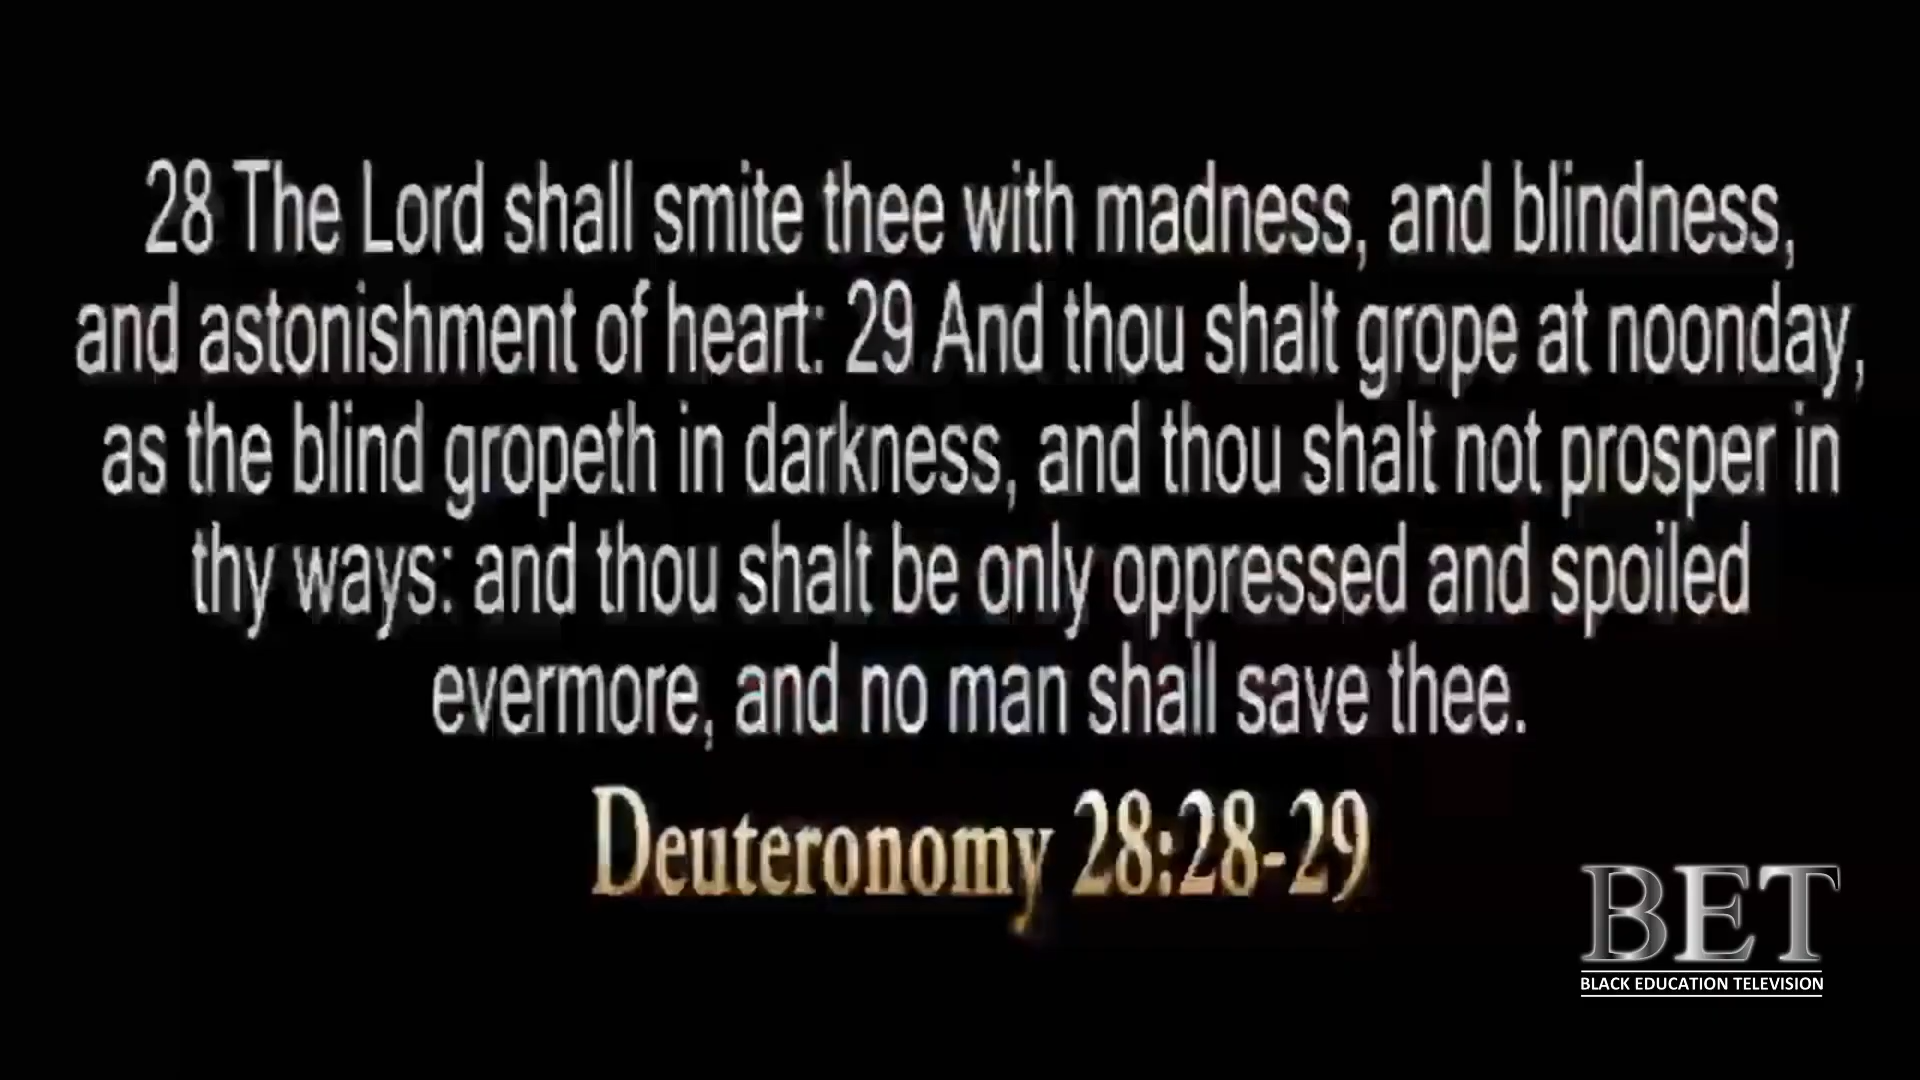 28 The Lord shall smite thee with madness, and blindness,
and astonishment of heart: 29 And thou shalt grope at noonday,
as the blind gropeth in darkness, and thou shalt not prosper in
thy ways: and thou shalt be only oppressed and spoiled
evermore, and no man shall save thee.
Deuteronomy 28:28-29
BET
BLACK EDUCATION TELEVISION